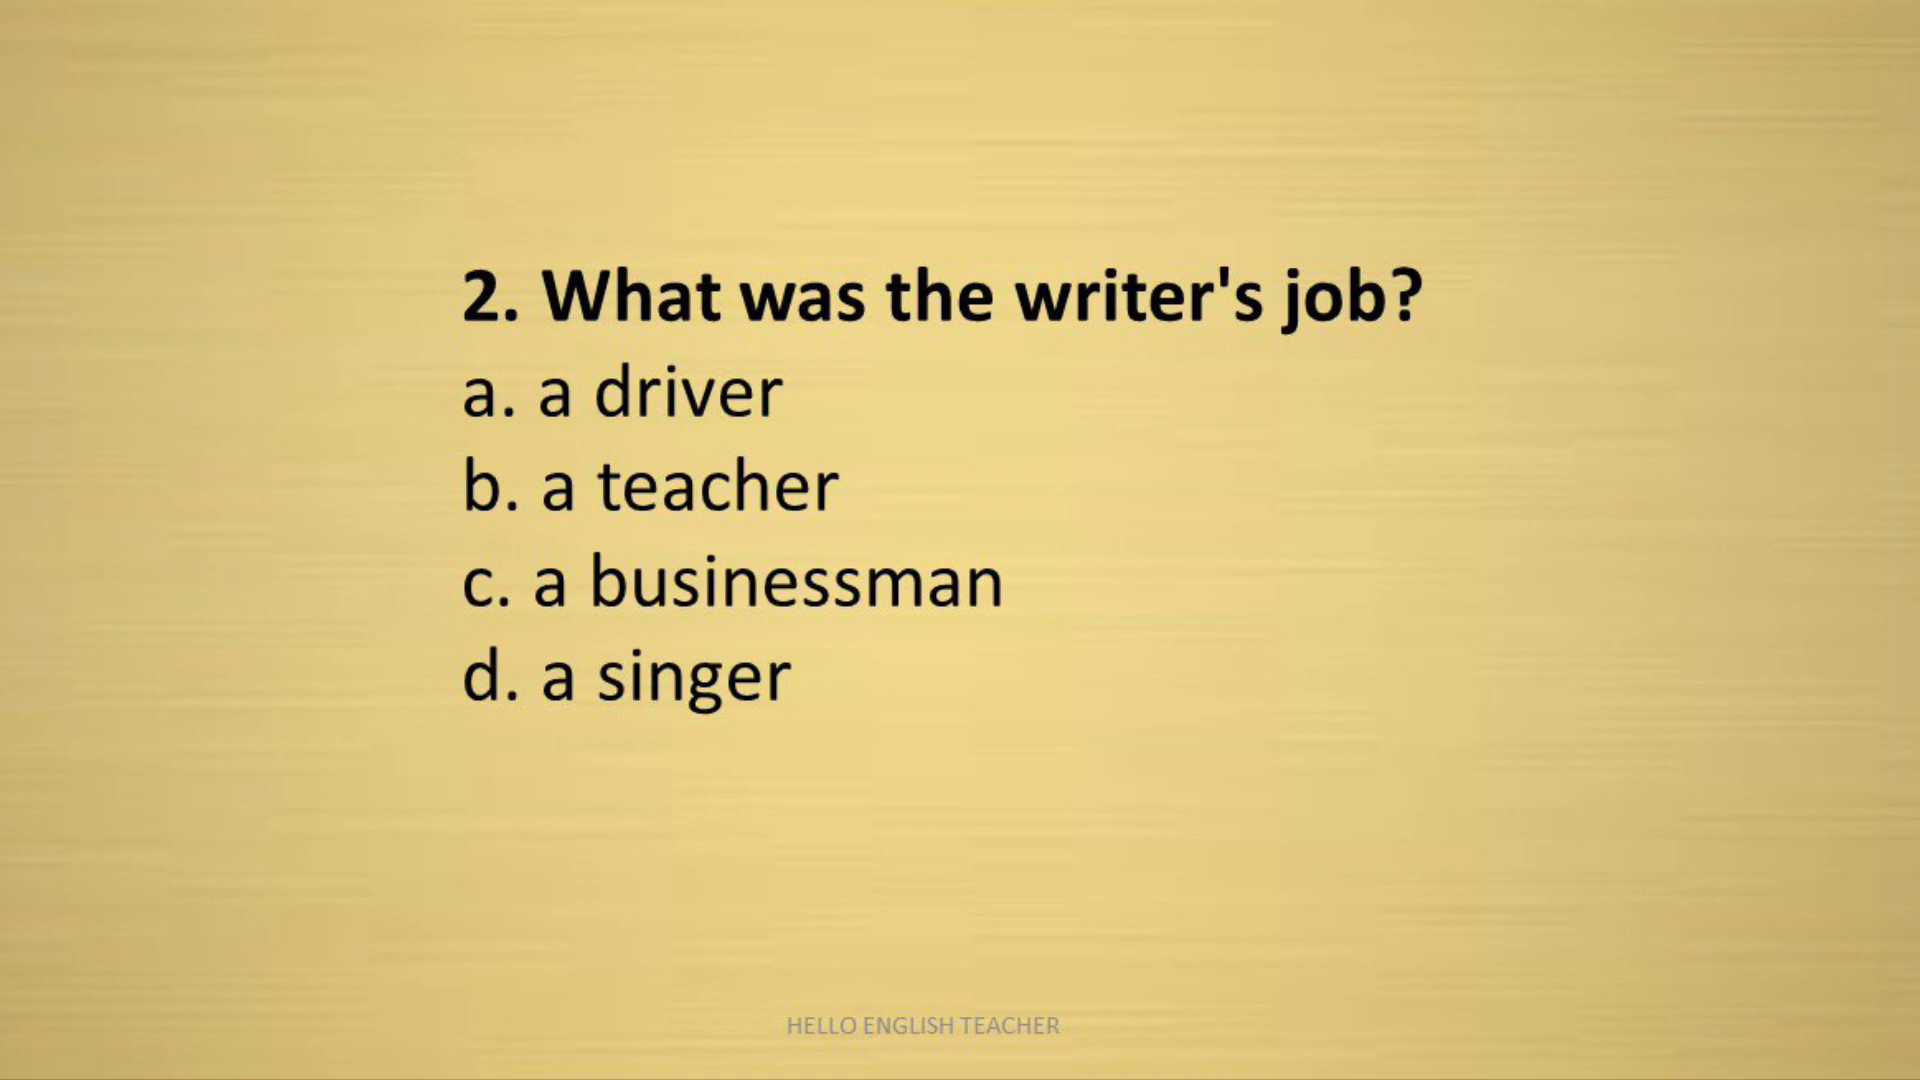 2. What was the writer's job?
a. a driver
b. a teacher
c. a businessman
d. a singer
HELLO ENGLISH TEACHER